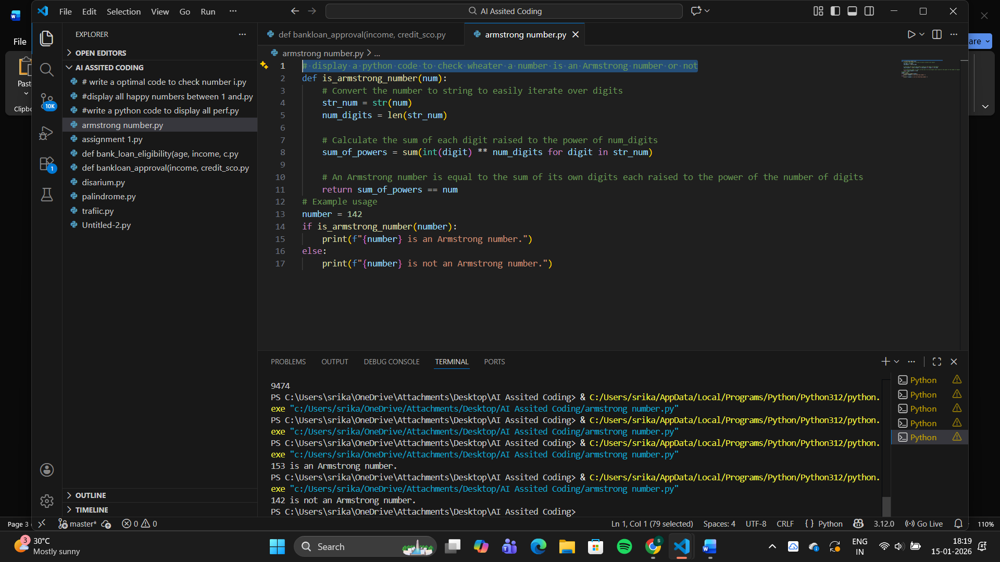 File Edit Selection View Go Run ...
AI Assited Coding
File
are
Past
Clipbo
EXPLORER
OPEN EDITORS
AI ASSITED CODING
# write a optimal code to check number i.py
#display all happy numbers between 1 and.py
#write a python code to display all perf.py
armstrong number.py
assignment 1.py
def bank_loan_eligibility(age, income, c.py
def bankloan_approval(income, credit_sco.py
disarium.py
palindrome.py
trafiic.py
Untitled-2.py
OUTLINE
TIMELINE
10K
1
def bankloan_approval(income, credit_sco.py armstrong number.py
armstrong number.py > ...
1 # display a python code to check wheater a number is an Armstrong number or not
2 def is_armstrong_number(num):
3 # Convert the number to string to easily iterate over digits
4 str_num = str(num)
5 num_digits = len(str_num)
6
7 # Calculate the sum of each digit raised to the power of num_digits
8 sum_of_powers = sum(int(digit) ** num_digits for digit in str_num)
9
10 # An Armstrong number is equal to the sum of its own digits each raised to the power of the number of digits
11 return sum_of_powers == num
12 # Example usage
13 number = 142
14 if is_armstrong_number(number):
15 print(f"{number} is an Armstrong number.")
16 else:
17 print(f"{number} is not an Armstrong number.")
PROBLEMS OUTPUT DEBUG CONSOLE TERMINAL PORTS
9474
PS C:\Users\srika\OneDrive\Attachments\Desktop\AI Assited Coding> & C:/Users/srika/AppData/Local/Programs/Python/Python312/python.
exe "c:/Users/srika/OneDrive/Attachments/Desktop/AI Assited Coding/armstrong number.py"
PS C:\Users\srika\OneDrive\Attachments\Desktop\AI Assited Coding> & C:/Users/srika/AppData/Local/Programs/Python/Python312/python.
exe "c:/Users/srika/OneDrive/Attachments/Desktop/AI Assited Coding/armstrong number.py"
PS C:\Users\srika\OneDrive\Attachments\Desktop\AI Assited Coding> & C:/Users/srika/AppData/Local/Programs/Python/Python312/python.
exe "c:/Users/srika/OneDrive/Attachments/Desktop/AI Assited Coding/armstrong number.py"
153 is an Armstrong number.
PS C:\Users\srika\OneDrive\Attachments\Desktop\AI Assited Coding> & C:/Users/srika/AppData/Local/Programs/Python/Python312/python.
exe "c:/Users/srika/OneDrive/Attachments/Desktop/AI Assited Coding/armstrong number.py"
142 is not an Armstrong number.
PS C:\Users\srika\OneDrive\Attachments\Desktop\AI Assited Coding>
Python
Python
Python
Python
Python
Page 3 master* 0 0 Ln 1, Col 1 (79 selected) Spaces: 4 UTF-8 CRLF { } Python 3.12.0 Go Live 110%
3
30°C
Mostly sunny
Search
ENG
IN
18:19
15-01-2026